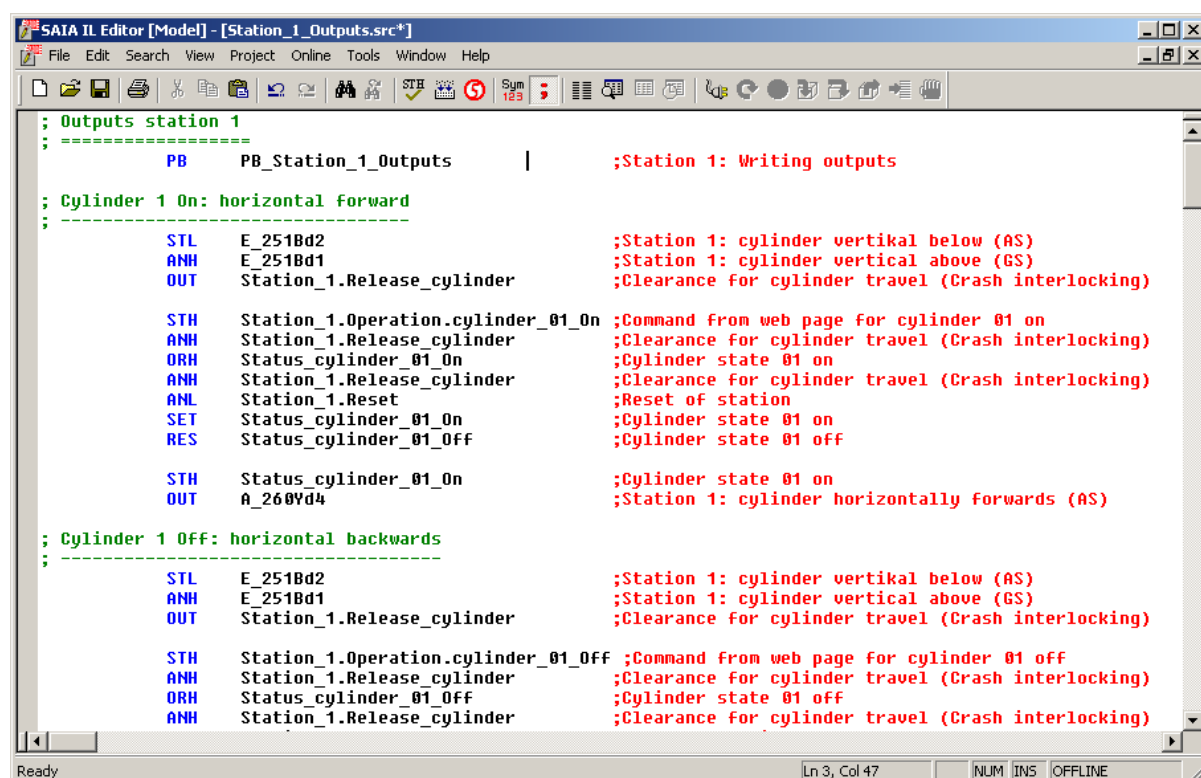 SAIA IL Editor [Model] - [Station_1_Outputs.src*]
File Edit Search View Project Online Tools Window Help
STH Sym 123 ;
; Outputs station 1
; ===================
PB PB_Station_1_Outputs ;Station 1: Writing outputs
; Cylinder 1 On: horizontal forward
; ---------------------------------
STL E_251Bd2 ;Station 1: cylinder vertikal below (AS)
ANH E_251Bd1 ;Station 1: cylinder vertical above (GS)
OUT Station_1.Release_cylinder ;Clearance for cylinder travel (Crash interlocking)
STH Station_1.Operation.cylinder_01_On ;Command from web page for cylinder 01 on
ANH Station_1.Release_cylinder ;Clearance for cylinder travel (Crash interlocking)
ORH Status_cylinder_01_On ;Cylinder state 01 on
ANH Station_1.Release_cylinder ;Clearance for cylinder travel (Crash interlocking)
ANL Station_1.Reset ;Reset of station
SET Status_cylinder_01_On ;Cylinder state 01 on
RES Status_cylinder_01_Off ;Cylinder state 01 off
STH Status_cylinder_01_On ;Cylinder state 01 on
OUT A_260Yd4 ;Station 1: cylinder horizontally forwards (AS)
; Cylinder 1 Off: horizontal backwards
; ------------------------------------
STL E_251Bd2 ;Station 1: cylinder vertikal below (AS)
ANH E_251Bd1 ;Station 1: cylinder vertical above (GS)
OUT Station_1.Release_cylinder ;Clearance for cylinder travel (Crash interlocking)
STH Station_1.Operation.cylinder_01_Off ;Command from web page for cylinder 01 off
ANH Station_1.Release_cylinder ;Clearance for cylinder travel (Crash interlocking)
ORH Status_cylinder_01_Off ;Cylinder state 01 off
ANH Station_1.Release_cylinder ;Clearance for cylinder travel (Crash interlocking)
Ready Ln 3, Col 47 NUM INS OFFLINE